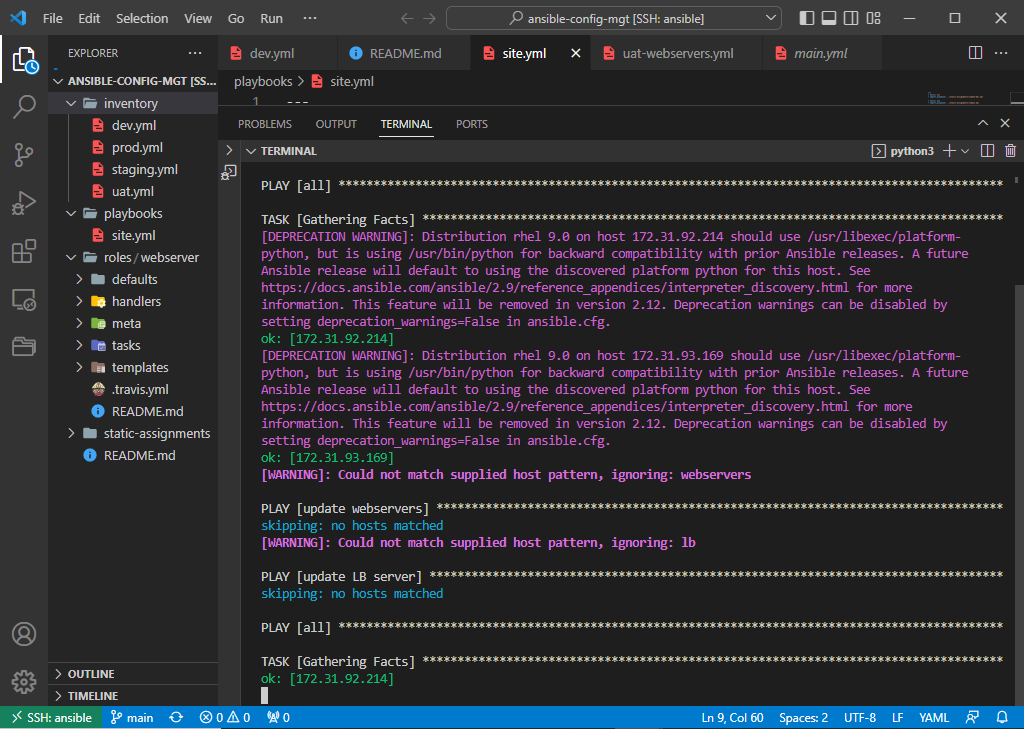 File Edit Selection View Go Run ··· ansible-config-mgt [SSH: ansible]
EXPLORER ···
dev.yml README.md site.yml uat-webservers.yml main.yml
ANSIBLE-CONFIG-MGT [SS...
inventory
dev.yml
prod.yml
staging.yml
uat.yml
playbooks
site.yml
roles/webserver
defaults
handlers
meta
tasks
templates
.travis.yml
README.md
static-assignments
README.md
OUTLINE
TIMELINE
playbooks > site.yml
1 ---
PROBLEMS OUTPUT TERMINAL PORTS
TERMINAL python3
PLAY [all] ***********************************************************************************************
TASK [Gathering Facts] ***********************************************************************************
[DEPRECATION WARNING]: Distribution rhel 9.0 on host 172.31.92.214 should use /usr/libexec/platform-
python, but is using /usr/bin/python for backward compatibility with prior Ansible releases. A future
Ansible release will default to using the discovered platform python for this host. See
https://docs.ansible.com/ansible/2.9/reference_appendices/interpreter_discovery.html for more
information. This feature will be removed in version 2.12. Deprecation warnings can be disabled by
setting deprecation_warnings=False in ansible.cfg.
ok: [172.31.92.214]
[DEPRECATION WARNING]: Distribution rhel 9.0 on host 172.31.93.169 should use /usr/libexec/platform-
python, but is using /usr/bin/python for backward compatibility with prior Ansible releases. A future
Ansible release will default to using the discovered platform python for this host. See
https://docs.ansible.com/ansible/2.9/reference_appendices/interpreter_discovery.html for more
information. This feature will be removed in version 2.12. Deprecation warnings can be disabled by
setting deprecation_warnings=False in ansible.cfg.
ok: [172.31.93.169]
[WARNING]: Could not match supplied host pattern, ignoring: webservers
PLAY [update webservers] *********************************************************************************
skipping: no hosts matched
[WARNING]: Could not match supplied host pattern, ignoring: lb
PLAY [update LB server] **********************************************************************************
skipping: no hosts matched
PLAY [all] ***********************************************************************************************
TASK [Gathering Facts] ***********************************************************************************
ok: [172.31.92.214]
SSH: ansible main 0 0 0 Ln 9, Col 60 Spaces: 2 UTF-8 LF YAML